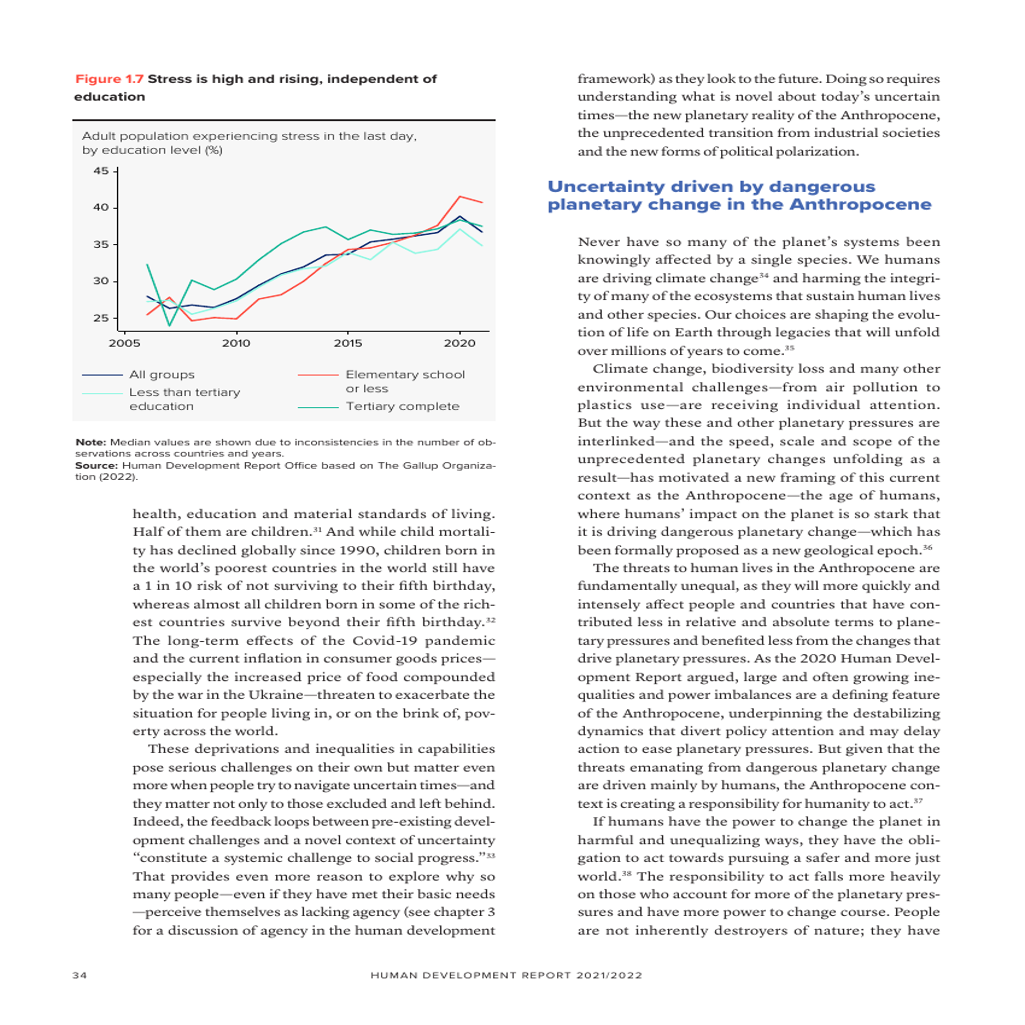 Figure 1.7 Stress is high and rising, independent of
education
Adult population experiencing stress in the last day,
by education level (%)
45
40
35
30
25
2005
2010
2015
2020
All groups
Less than tertiary
education
Elementary school
or less
Tertiary complete
Note: Median values are shown due to inconsistencies in the number of ob-
servations across countries and years.
Source: Human Development Report Office based on The Gallup Organiza-
tion (2022).
health, education and material standards of living.
Half of them are children.³¹ And while child mortali-
ty has declined globally since 1990, children born in
the world’s poorest countries in the world still have
a 1 in 10 risk of not surviving to their fifth birthday,
whereas almost all children born in some of the rich-
est countries survive beyond their fifth birthday.³²
The long-term effects of the Covid-19 pandemic
and the current inflation in consumer goods prices—
especially the increased price of food compounded
by the war in the Ukraine—threaten to exacerbate the
situation for people living in, or on the brink of, pov-
erty across the world.
These deprivations and inequalities in capabilities
pose serious challenges on their own but matter even
more when people try to navigate uncertain times—and
they matter not only to those excluded and left behind.
Indeed, the feedback loops between pre-existing devel-
opment challenges and a novel context of uncertainty
“constitute a systemic challenge to social progress.”³³
That provides even more reason to explore why so
many people—even if they have met their basic needs
—perceive themselves as lacking agency (see chapter 3
for a discussion of agency in the human development
framework) as they look to the future. Doing so requires
understanding what is novel about today’s uncertain
times—the new planetary reality of the Anthropocene,
the unprecedented transition from industrial societies
and the new forms of political polarization.
Uncertainty driven by dangerous
planetary change in the Anthropocene
Never have so many of the planet’s systems been
knowingly affected by a single species. We humans
are driving climate change³⁴ and harming the integri-
ty of many of the ecosystems that sustain human lives
and other species. Our choices are shaping the evolu-
tion of life on Earth through legacies that will unfold
over millions of years to come.³⁵
Climate change, biodiversity loss and many other
environmental challenges—from air pollution to
plastics use—are receiving individual attention.
But the way these and other planetary pressures are
interlinked—and the speed, scale and scope of the
unprecedented planetary changes unfolding as a
result—has motivated a new framing of this current
context as the Anthropocene—the age of humans,
where humans’ impact on the planet is so stark that
it is driving dangerous planetary change—which has
been formally proposed as a new geological epoch.³⁶
The threats to human lives in the Anthropocene are
fundamentally unequal, as they will more quickly and
intensely affect people and countries that have con-
tributed less in relative and absolute terms to plane-
tary pressures and benefited less from the changes that
drive planetary pressures. As the 2020 Human Devel-
opment Report argued, large and often growing ine-
qualities and power imbalances are a defining feature
of the Anthropocene, underpinning the destabilizing
dynamics that divert policy attention and may delay
action to ease planetary pressures. But given that the
threats emanating from dangerous planetary change
are driven mainly by humans, the Anthropocene con-
text is creating a responsibility for humanity to act.³⁷
If humans have the power to change the planet in
harmful and unequalizing ways, they have the obli-
gation to act towards pursuing a safer and more just
world.³⁸ The responsibility to act falls more heavily
on those who account for more of the planetary pres-
sures and have more power to change course. People
are not inherently destroyers of nature; they have
34
HUMAN DEVELOPMENT REPORT 2021/2022